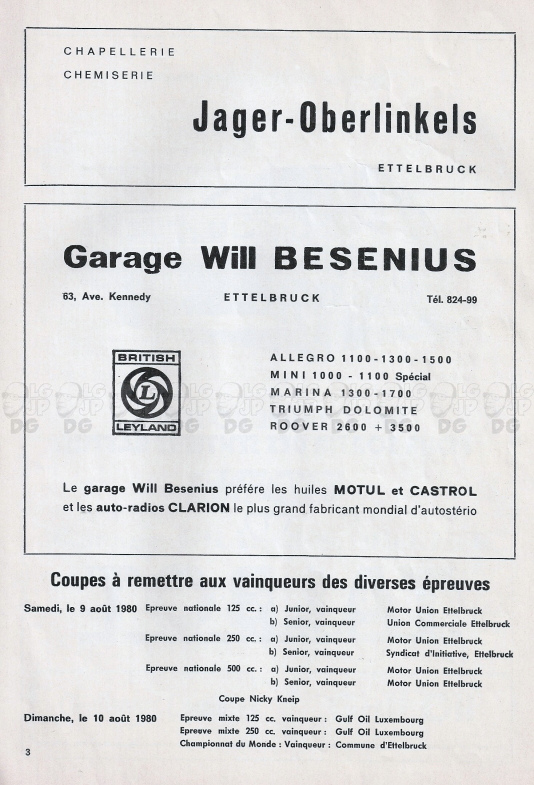 CHAPELLERIE
CHEMISERIE
Jager-Oberlinkels
ETTELBRUCK
Garage Will BESENIUS
63, Ave. Kennedy ETTELBRUCK Tél. 824-99
BRITISH
L
LEYLAND
ALLEGRO 1100-1300-1500
MINI 1000 - 1100 Spécial
MARINA 1300-1700
TRIUMPH DOLOMITE
ROOVER 2600 + 3500
Le garage Will Besenius préfére les huiles MOTUL et CASTROL
et les auto-radios CLARION le plus grand fabricant mondial d'autostério
Coupes à remettre aux vainqueurs des diverses épreuves
Samedi, le 9 août 1980 Epreuve nationale 125 cc. : a) Junior, vainqueur Motor Union Ettelbruck
b) Senior, vainqueur Union Commerciale Ettelbruck
Epreuve nationale 250 cc. : a) Junior, vainqueur Motor Union Ettelbruck
b) Senior, vainqueur Syndicat d'Initiative, Ettelbruck
Epreuve nationale 500 cc. : a) Junior, vainqueur Motor Union Ettelbruck
b) Senior, vainqueur Motor Union Ettelbruck
Coupe Nicky Kneip
Dimanche, le 10 août 1980 Epreuve mixte 125 cc. vainqueur : Gulf Oil Luxembourg
Epreuve mixte 250 cc. vainqueur : Gulf Oil Luxembourg
Championnat du Monde : Vainqueur : Commune d'Ettelbruck
3